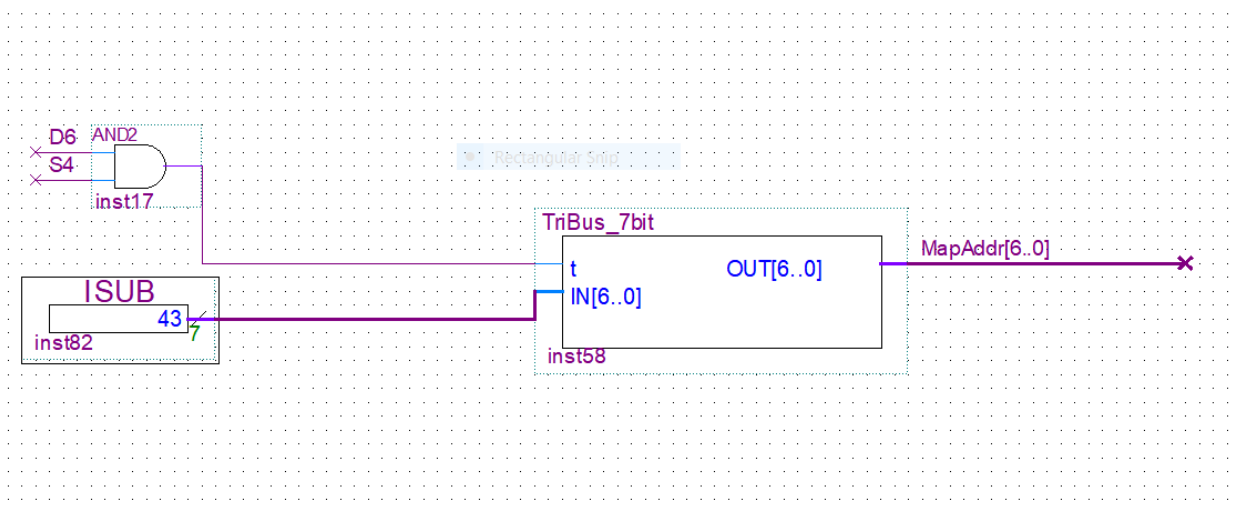 D6
AND2
S4
inst17
Rectangular Snip
TriBus_7bit
MapAddr[6..0]
t
OUT[6..0]
IN[6..0]
ISUB
43
7
inst82
inst58